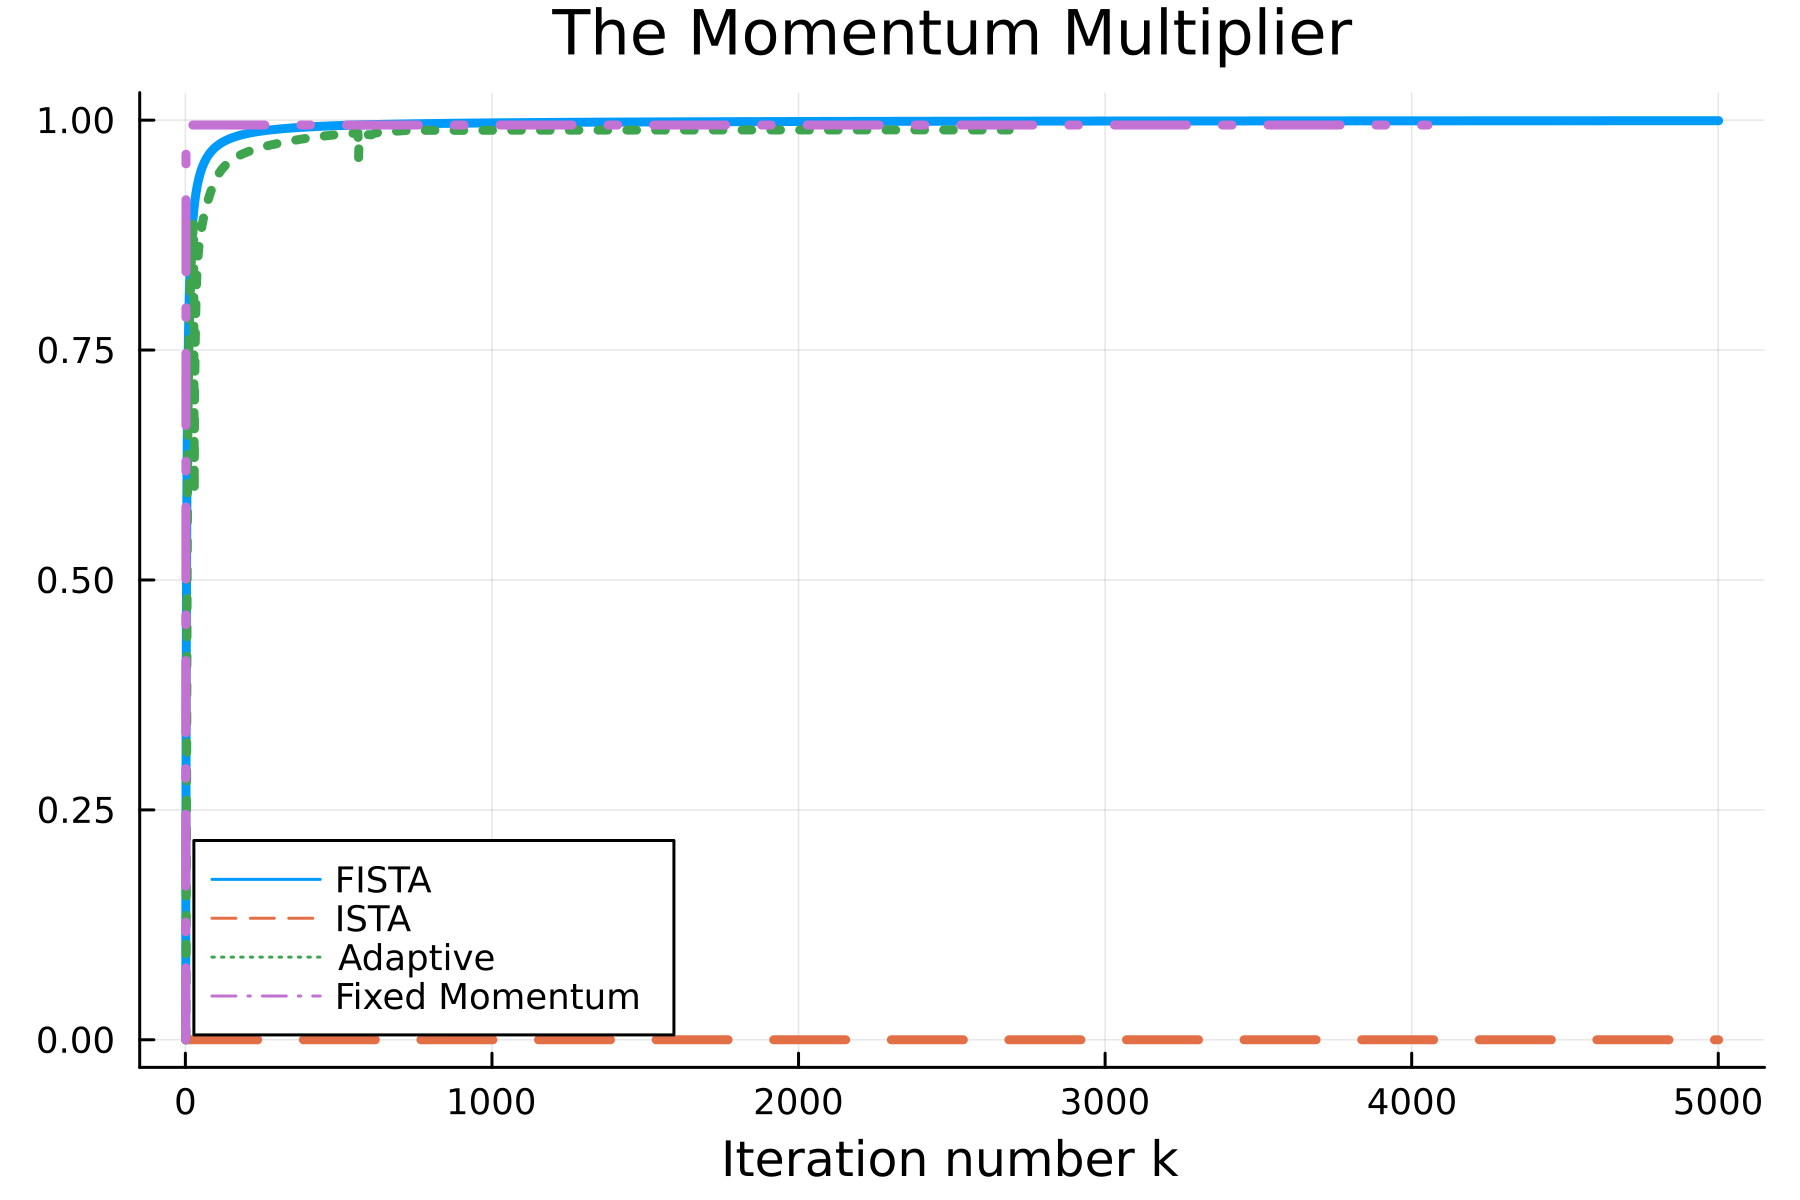 The Momentum Multiplier
1.00
0.75
0.50
0.25
0.00
FISTA
ISTA
Adaptive
Fixed Momentum
0 1000 2000 3000 4000 5000
Iteration number k